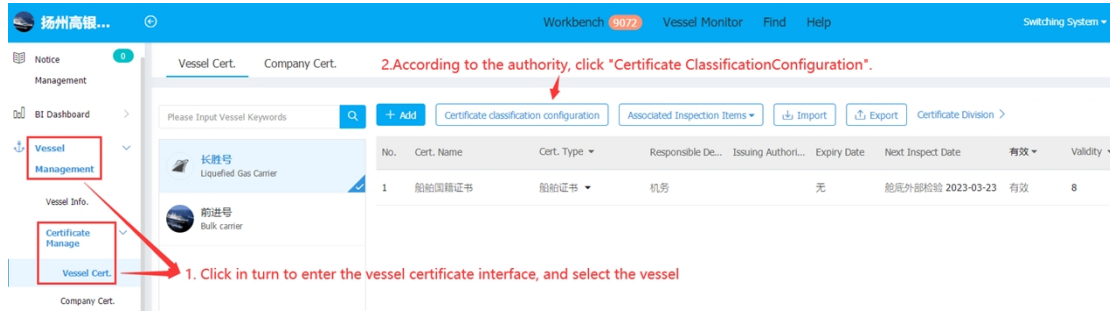 扬州高银...
Workbench 9072 Vessel Monitor Find Help
Switching System
Notice Management
0
BI Dashboard
Vessel Management
Vessel Info.
Certificate Manage
Vessel Cert.
Company Cert.
Vessel Cert. Company Cert.
2.According to the authority, click "Certificate ClassificationConfiguration".
Please Input Vessel Keywords
+ Add Certificate classification configuration Associated Inspection Items Import Export Certificate Division >
长胜号
Liquefied Gas Carrier
前进号
Bulk carrier
No. Cert. Name Cert. Type Responsible De... Issuing Authori... Expiry Date Next Inspect Date 有效 Validity
1 船舶国籍证书 船舶证书 机务 无 舱底外部检验 2023-03-23 有效 8
1. Click in turn to enter the vessel certificate interface, and select the vessel